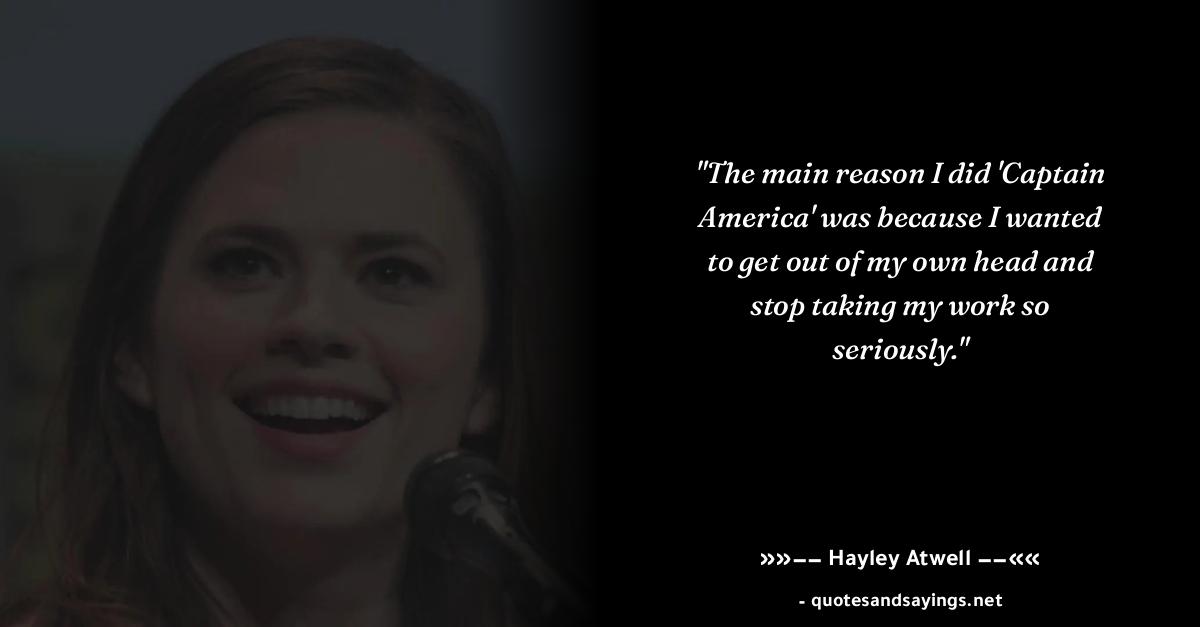 "The main reason I did 'Captain
America' was because I wanted
to get out of my own head and
stop taking my work so
seriously."
»»−− Hayley Atwell −−««
- quotesandsayings.net